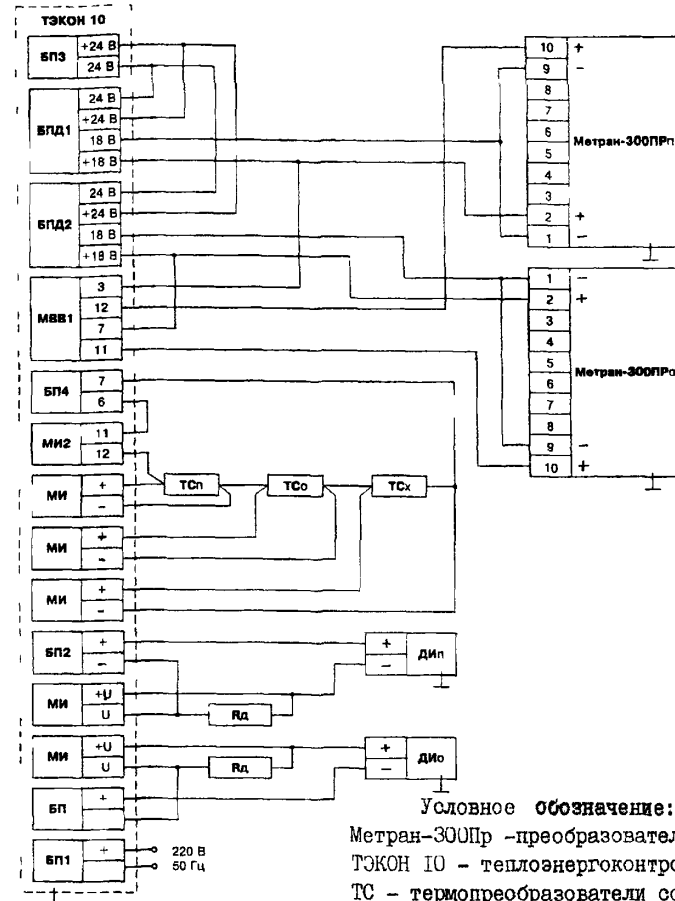 ТЭКОН 10
БП3
+24 В
24 В
БПД1
24 В
+24 В
18 В
+18 В
БПД2
24 В
+24 В
18 В
+18 В
МВВ1
3
12
7
11
БП4
7
6
МИ2
11
12
МИ
+
–
МИ
+
–
МИ
+
–
БП2
+
–
МИ
+U
U
МИ
+U
U
БП
+
БП1
+
220 В
50 Гц
ТСп
ТСо
ТСх
Rд
Rд
+
–
ДИп
+
–
ДИо
10 +
9 –
8
7
6
5
4
3
2 +
1 –
Метран-300ПРп
1 –
2 +
3
4
5
6
7
8
9 –
10 +
Метран-300ПРо
Условное обозначение:
Метран-300Пр -преобразовател
ТЭКОН IO - теплоэнергоконтро
ТС - термопреобразователи со